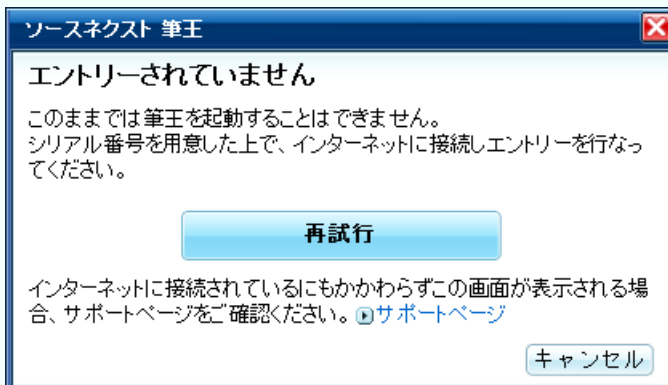 ソースネクスト 筆王
エントリーされていません
このままでは筆王を起動することはできません。
シリアル番号を用意した上で、インターネットに接続しエントリーを行なっ
てください。
再試行
インターネットに接続されているにもかかわらずこの画面が表示される場
合、サポートページをご確認ください。サポートページ
キャンセル